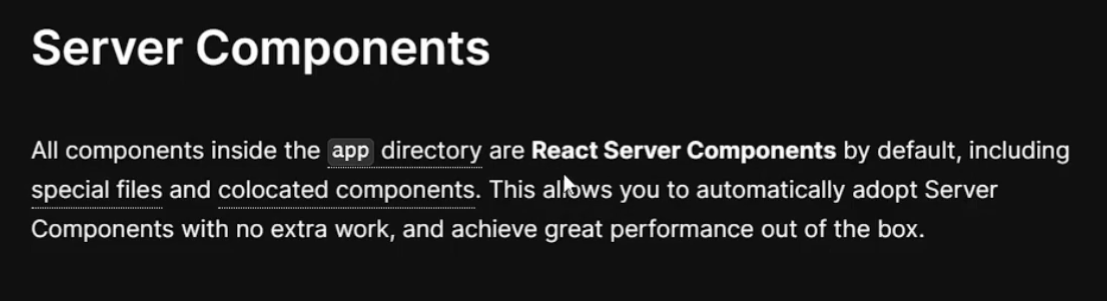 Server Components
All components inside the app directory are React Server Components by default, including
special files and colocated components. This allows you to automatically adopt Server
Components with no extra work, and achieve great performance out of the box.